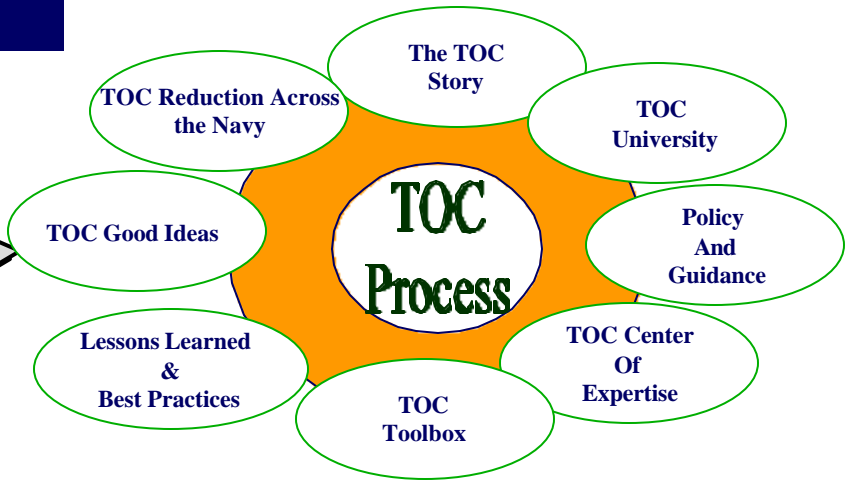 The TOC
Story
TOC Reduction Across
the Navy
TOC
University
TOC Good Ideas
TOC
Process
Policy
And
Guidance
Lessons Learned
&
Best Practices
TOC Center
Of
Expertise
TOC
Toolbox